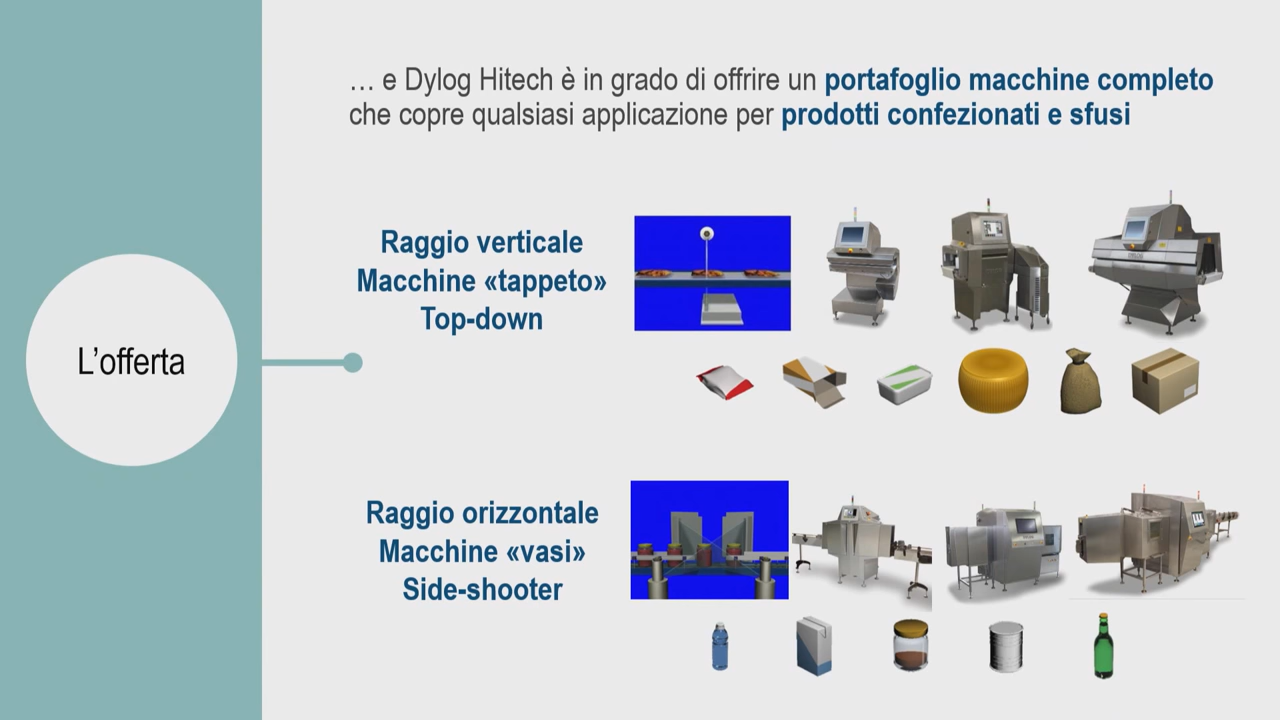 … e Dylog Hitech è in grado di offrire un portafoglio macchine completo
che copre qualsiasi applicazione per prodotti confezionati e sfusi
L’offerta
Raggio verticale
Macchine «tappeto»
Top-down
Raggio orizzontale
Macchine «vasi»
Side-shooter